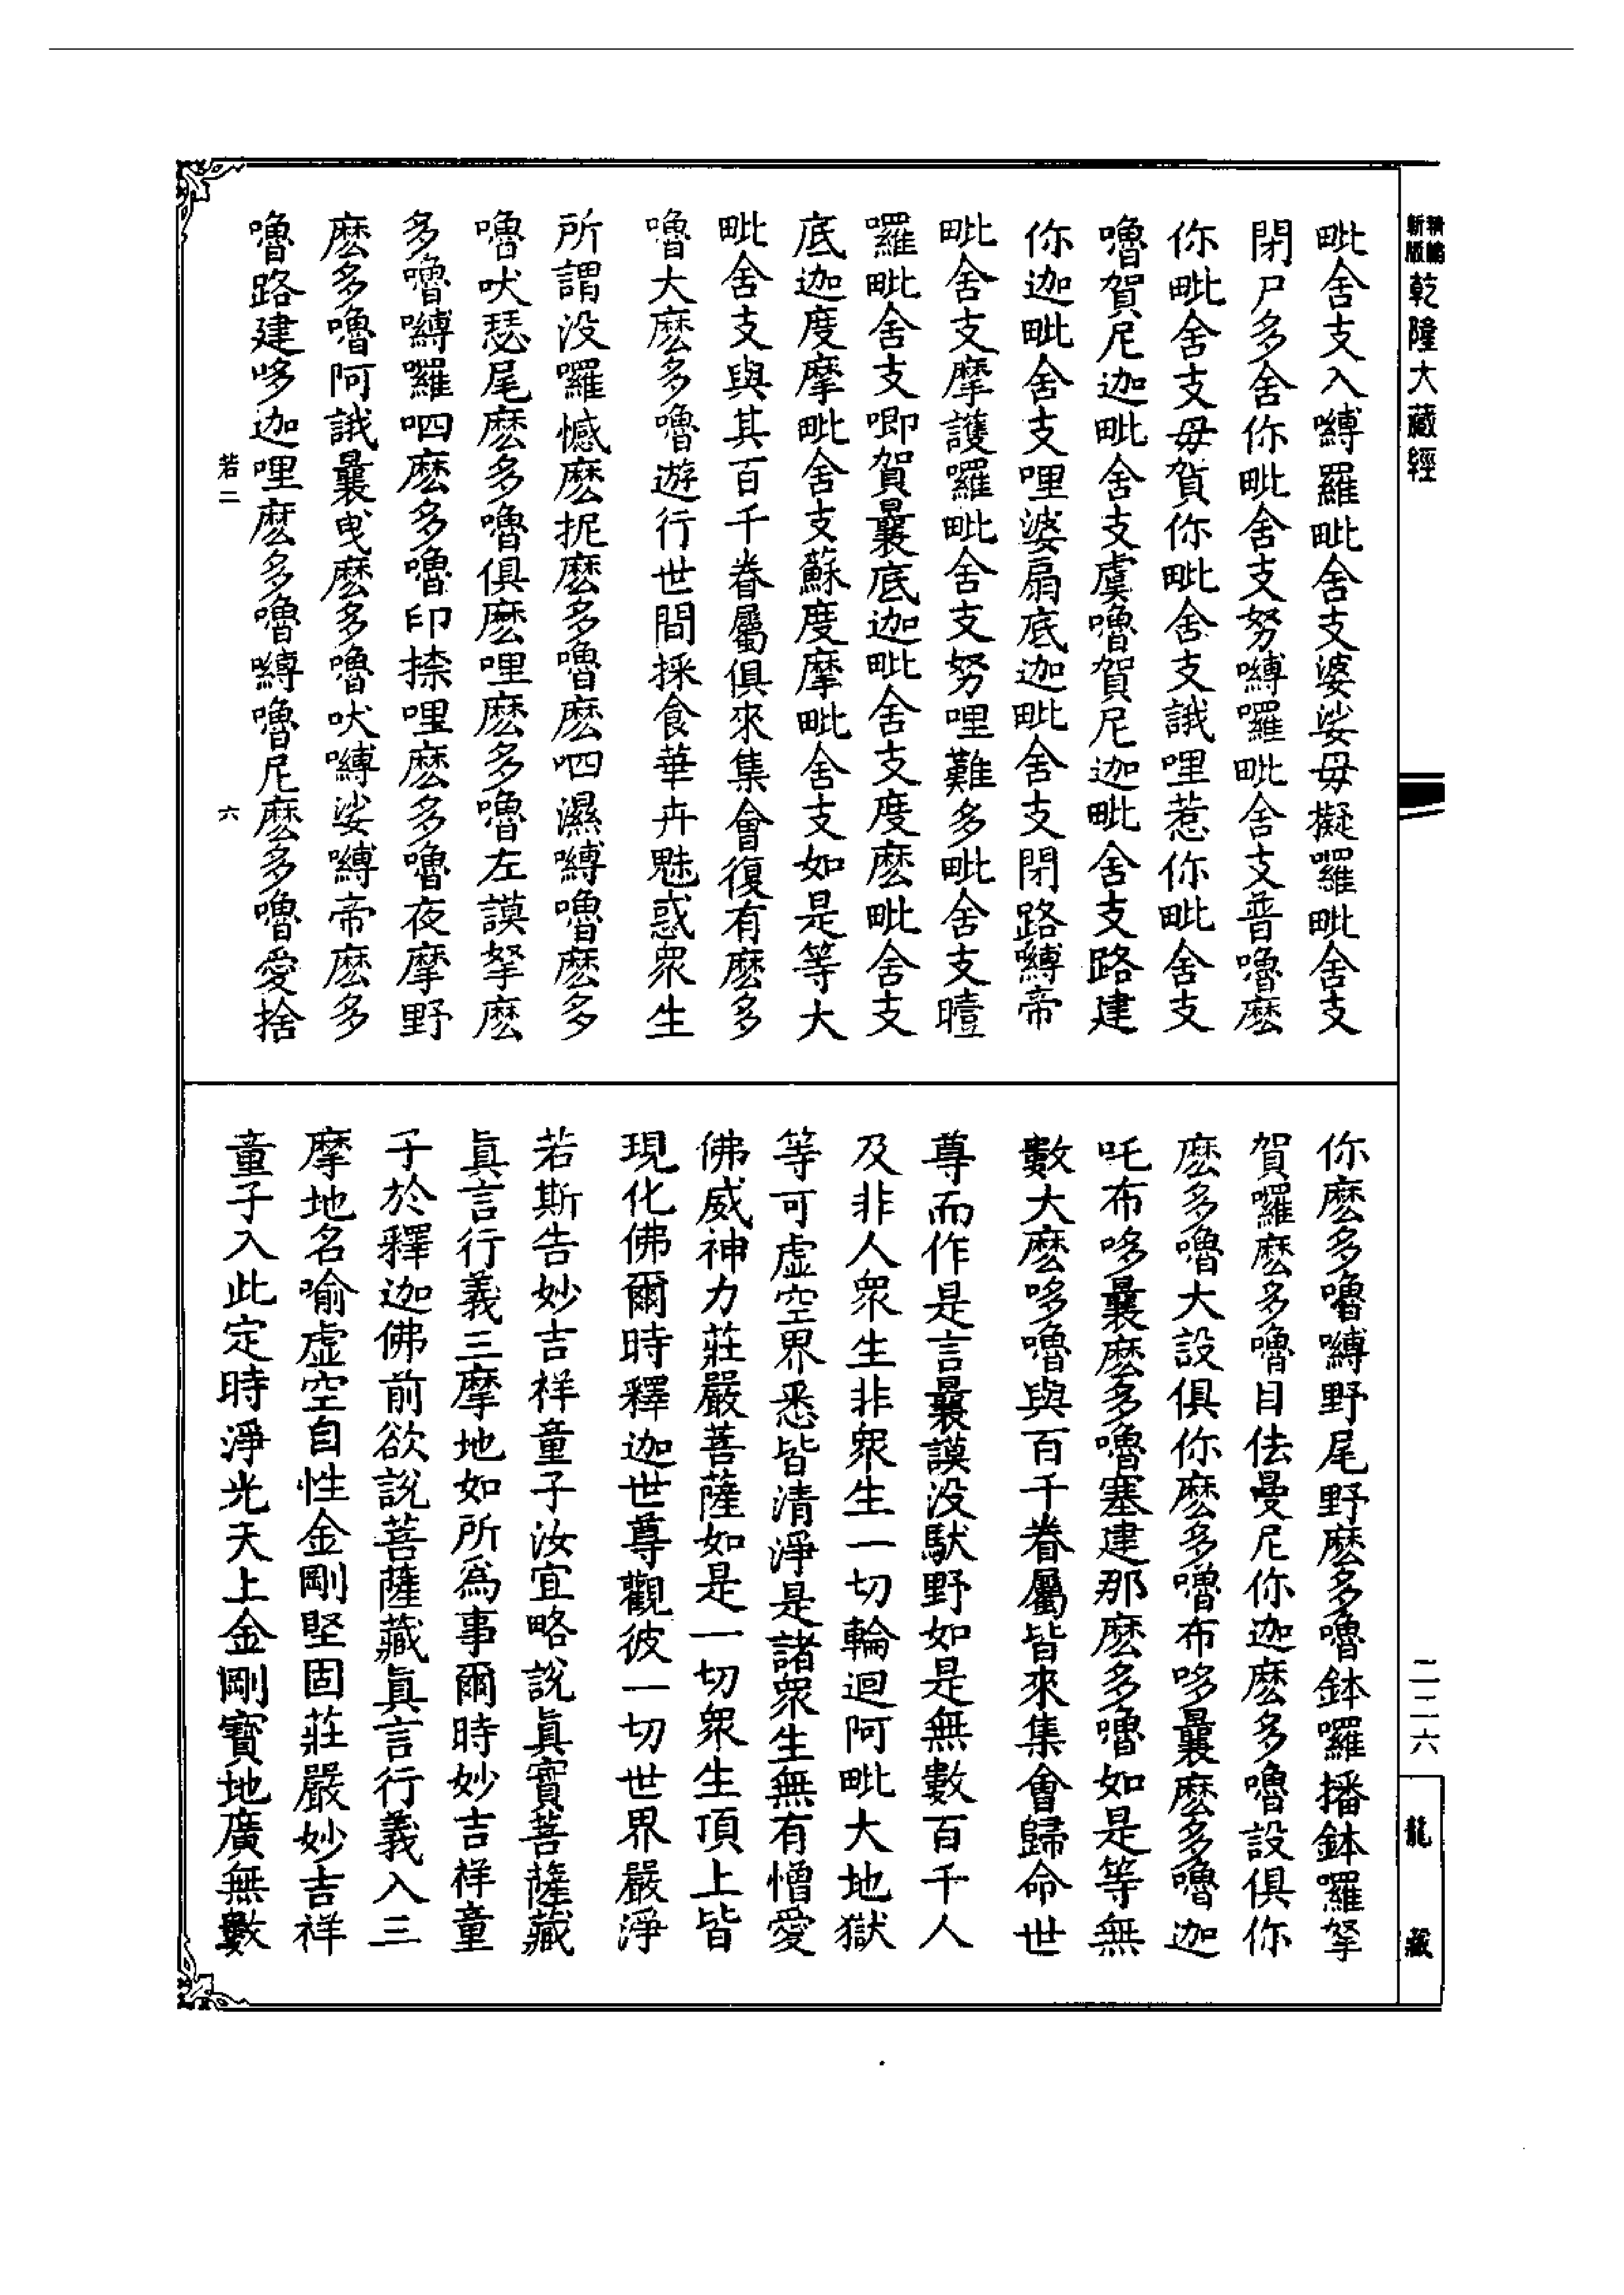 新版
精編
乾隆大藏經
毗舍支入嚩羅毗舍支婆娑毋擬囉毗舍支
閉尸多舍你毗舍支努嚩囉毗舍支普嚕麽
你毗舍支毋賀你毗舍支誐哩惹你毗舍支
嚕賀尼迦毗舍支虞嚕賀尼迦毗舍支路建
你迦毗舍支哩婆扇底迦毗舍支閉路嚩帝
毗舍支摩護囉毗舍支努哩難多毗舍支曀
囉毗舍支唧賀曩底迦毗舍支度麽毗舍支
底迦度摩毗舍支蘇度摩毗舍支如是等大
毗舍支與其百千眷屬俱來集會復有麽多
嚕大麽多嚕遊行世間採食華卉魅惑衆生
所謂没囉憾麽抳麽多嚕麽呬濕嚩嚕麽多
嚕吠瑟尾麽多嚕俱麽哩麽多嚕左謨拏麽
多嚕嚩囉呬麽多嚕印捺哩麽多嚕夜摩野
麽多嚕阿誐曩曳麽多嚕吠嚩娑嚩帝麽多
嚕路建哆迦哩麽多嚕嚩嚕尼麽多嚕愛捨
若二
六
你麽多嚕嚩野尾野麽多嚕鉢囉播鉢囉拏
賀囉麽多嚕目佉曼尼你迦麽多嚕設俱你
麽多嚕大設俱你麽多嚕布哆曩麽多嚕迦
吒布哆曩麽多嚕塞建那麽多嚕如是等無
數大麽哆嚕與百千眷屬皆來集會歸命世
尊而作是言曩謨没馱野如是無數百千人
及非人衆生非衆生一切輪迴阿毗大地獄
等可虛空界悉皆清淨是諸衆生無有憎愛
佛威神力莊嚴菩薩如是一切衆生頂上皆
現化佛爾時釋迦世尊觀彼一切世界嚴淨
若斯告妙吉祥童子汝宜略說眞實菩薩藏
眞言行義三摩地如所爲事爾時妙吉祥童
子於釋迦佛前欲説菩薩藏眞言行義入三
摩地名喻虛空自性金剛堅固莊嚴妙吉祥
童子入此定時淨光天上金剛寶地廣無數
二二六
龍藏